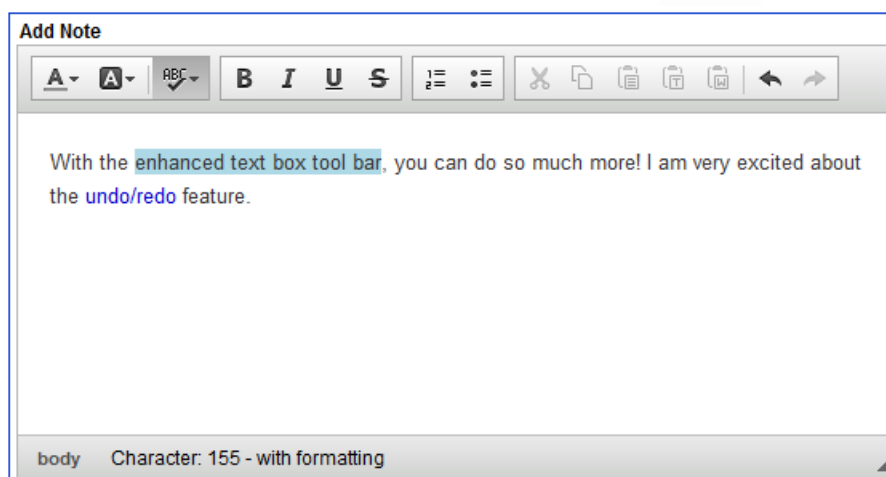 Add Note
A A ABC B I U S
With the enhanced text box tool bar, you can do so much more! I am very excited about
the undo/redo feature.
body Character: 155 - with formatting